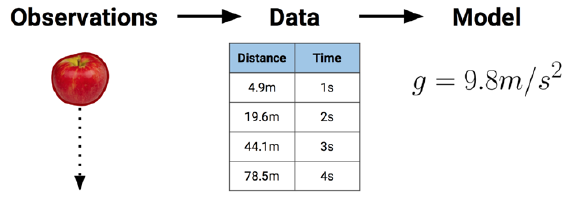 Observations
Data
Model
Distance Time
4.9m 1s
19.6m 2s
44.1m 3s
78.5m 4s
g = 9.8m/s²